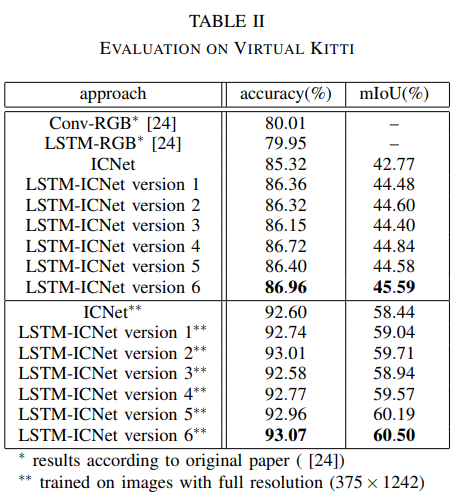 TABLE II
EVALUATION ON VIRTUAL KITTI
approach accuracy(%) mIoU(%)
Conv-RGB* [24] 80.01 –
LSTM-RGB* [24] 79.95 –
ICNet 85.32 42.77
LSTM-ICNet version 1 86.36 44.48
LSTM-ICNet version 2 86.32 44.60
LSTM-ICNet version 3 86.15 44.40
LSTM-ICNet version 4 86.72 44.84
LSTM-ICNet version 5 86.40 44.58
LSTM-ICNet version 6 86.96 45.59
ICNet** 92.60 58.44
LSTM-ICNet version 1** 92.74 59.04
LSTM-ICNet version 2** 93.01 59.71
LSTM-ICNet version 3** 92.58 58.94
LSTM-ICNet version 4** 92.77 59.57
LSTM-ICNet version 5** 92.96 60.19
LSTM-ICNet version 6** 93.07 60.50
* results according to original paper ( [24])
** trained on images with full resolution (375 × 1242)